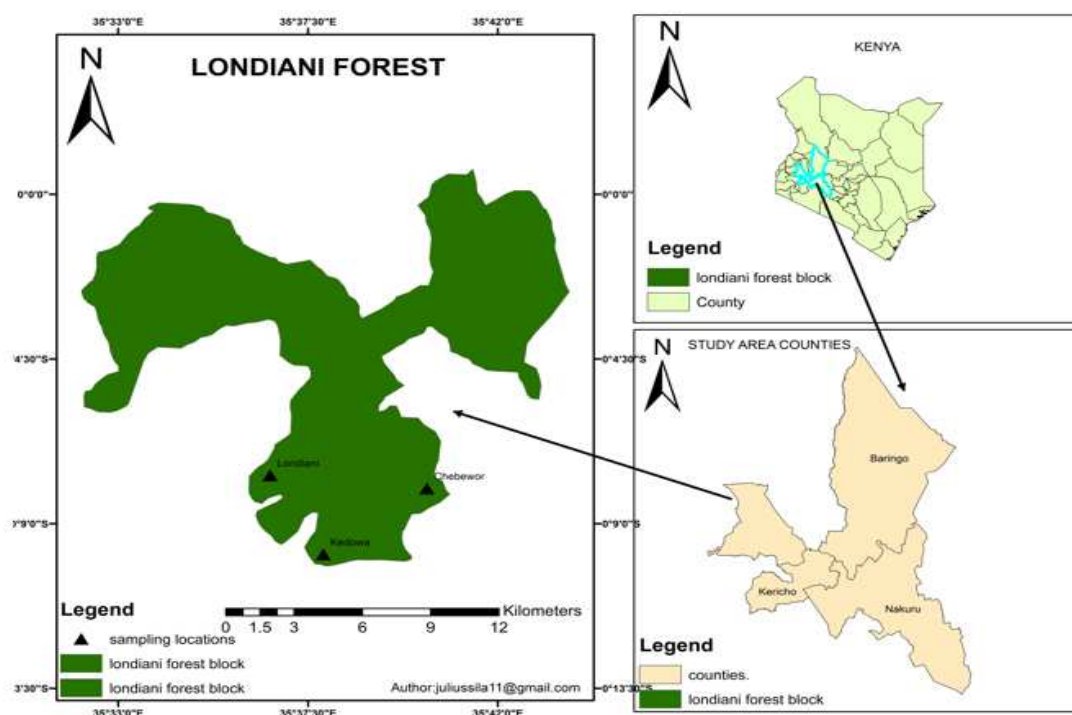 35°33'0"E 35°37'30"E 35°42'0"E
N
LONDIANI FOREST
0°0'0" 0°0'0"S
4'30"S 0°4'30"S
Londiani
Chebewor
0°9'0"S 0°9'0"S
Kedowa
Legend
sampling locations
londiani forest block
londiani forest block
Kilometers
0 1.5 3 6 9 12
Author:juliussila11@gmail.com
3'30"S 0°13'30"S
35°33'0"E 35°37'30"E 35°42'0"E
N
KENYA
Legend
londiani forest block
County
N
STUDY AREA COUNTIES
Baringo
Kericho
Nakuru
Legend
counties.
londiani forest block